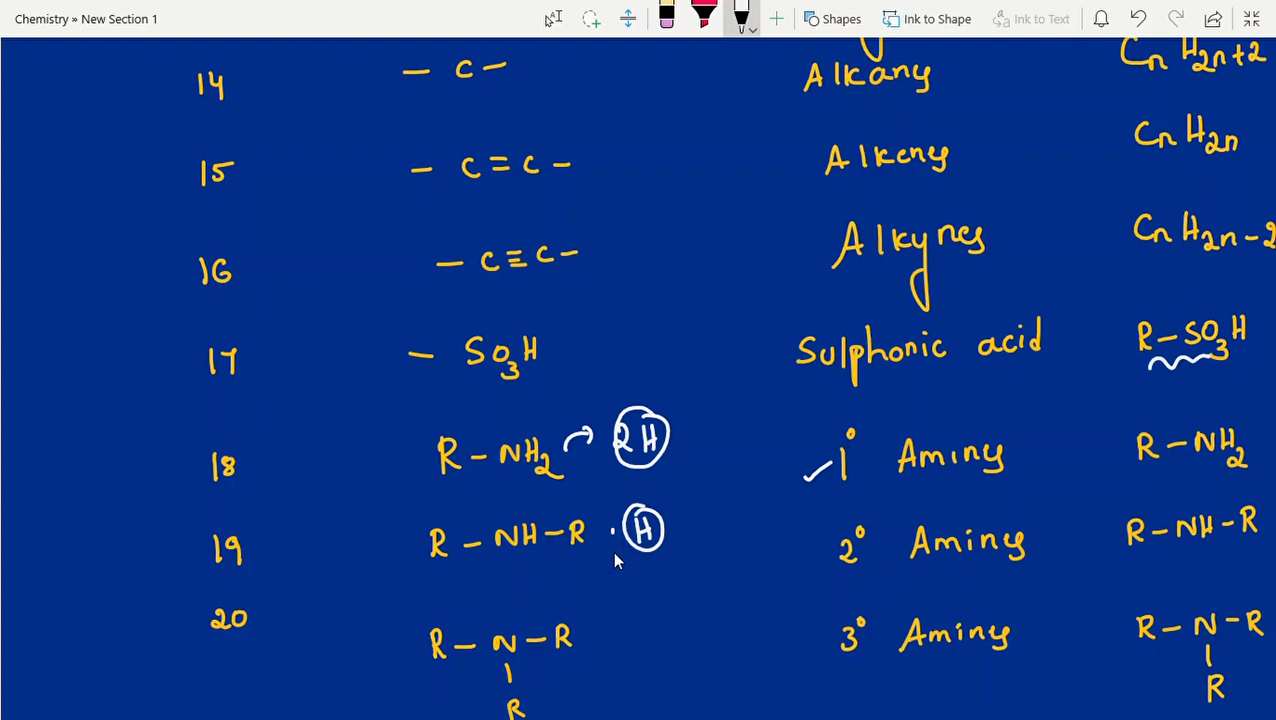 Chemistry » New Section 1
Shapes Ink to Shape Ink to Text
14 – C – Alkany CnH2n+2
15 – C = C – Alkeny CnH2n
16 – C ≡ C – Alkynes CnH2n–2
17 – SO3H Sulphonic acid R – SO3H
18 R – NH2 → 2H ✓ 1° Aminy R – NH2
19 R – NH – R · H 2° Aminy R – NH – R
20 R – N – R 3° Aminy R – N – R
| |
R R